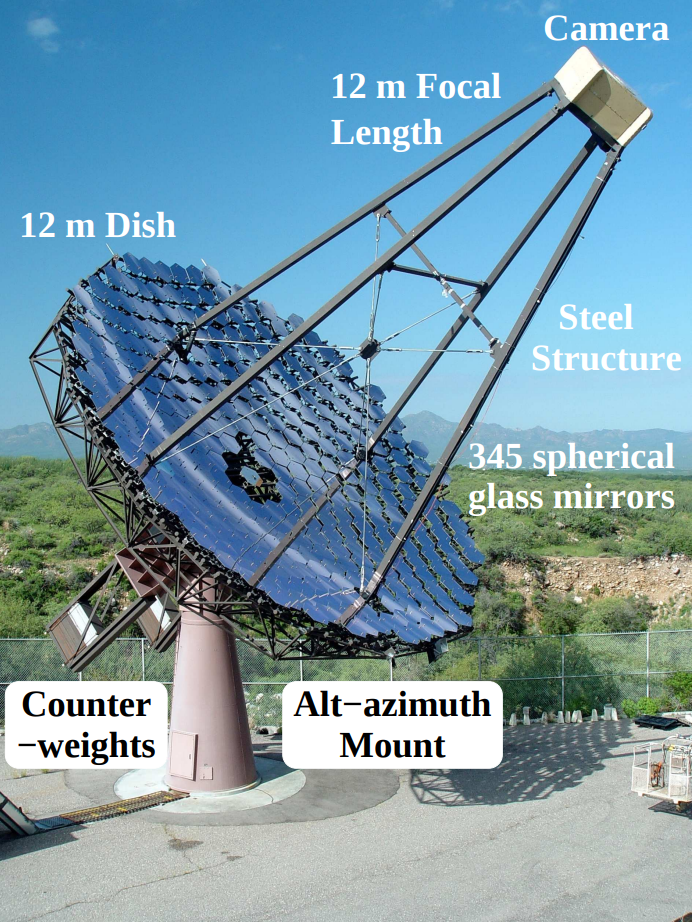 Camera
12 m Focal
Length
12 m Dish
Steel
Structure
345 spherical
glass mirrors
Counter
−weights
Alt−azimuth
Mount